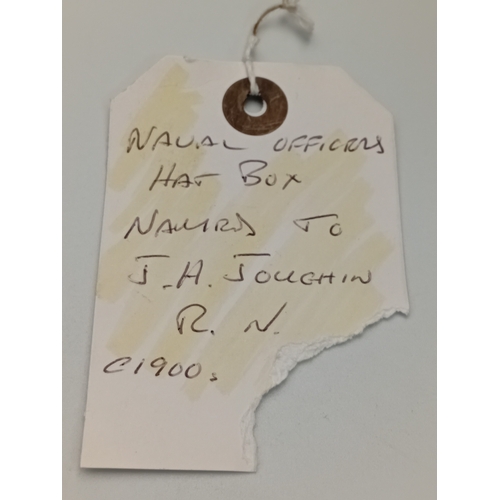 NAVAL OFFICERS
HAT BOX
NAMED TO
J.A. JOUGHIN
R. N.
C1900s